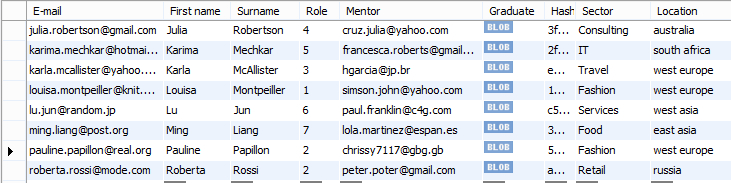 E-mail First name Surname Role Mentor Graduate Hash Sector Location
julia.robertson@gmail.com Julia Robertson 4 cruz.julia@yahoo.com BLOB 3f... Consulting australia
karima.mechkar@hotmai... Karima Mechkar 5 francesca.roberts@gmail... BLOB 2f... IT south africa
karla.mcallister@yahoo.... Karla McAllister 3 hgarcia@jp.br BLOB e... Travel west europe
louisa.montpeiller@knit.... Louisa Montpeiller 1 simson.john@yahoo.com BLOB 1... Fashion west europe
lu.jun@random.jp Lu Jun 6 paul.franklin@c4g.com BLOB c5... Services west asia
ming.liang@post.org Ming Liang 7 lola.martinez@espan.es BLOB 3... Food east asia
pauline.papillon@real.org Pauline Papillon 2 chrissy7117@gbg.gb BLOB 5... Fashion west europe
roberta.rossi@mode.com Roberta Rossi 2 peter.poter@gmail.com BLOB a... Retail russia